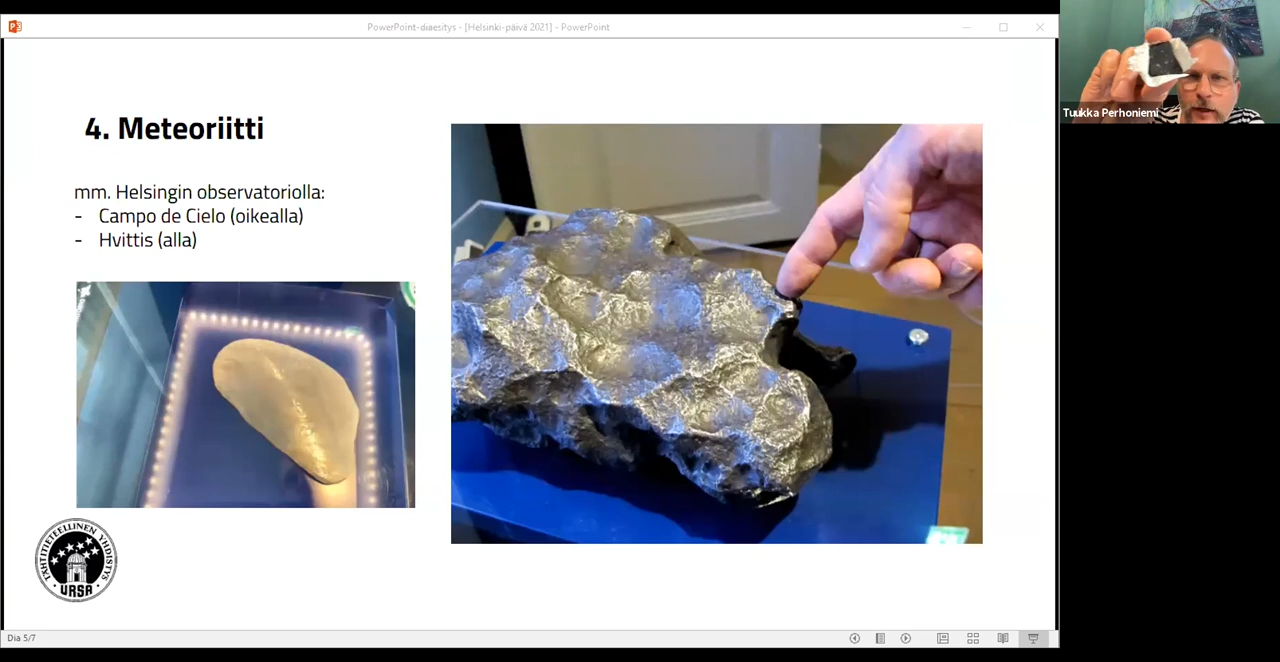 PowerPoint-diaesitys - [Helsinki-päivä 2021] - PowerPoint
Tuukka Perhoniemi
4. Meteoriitti
mm. Helsingin observatoriolla:
- Campo de Cielo (oikealla)
- Hvittis (alla)
TÄHTITIETEELLINEN YHDISTYS
URSA
Dia 5/7